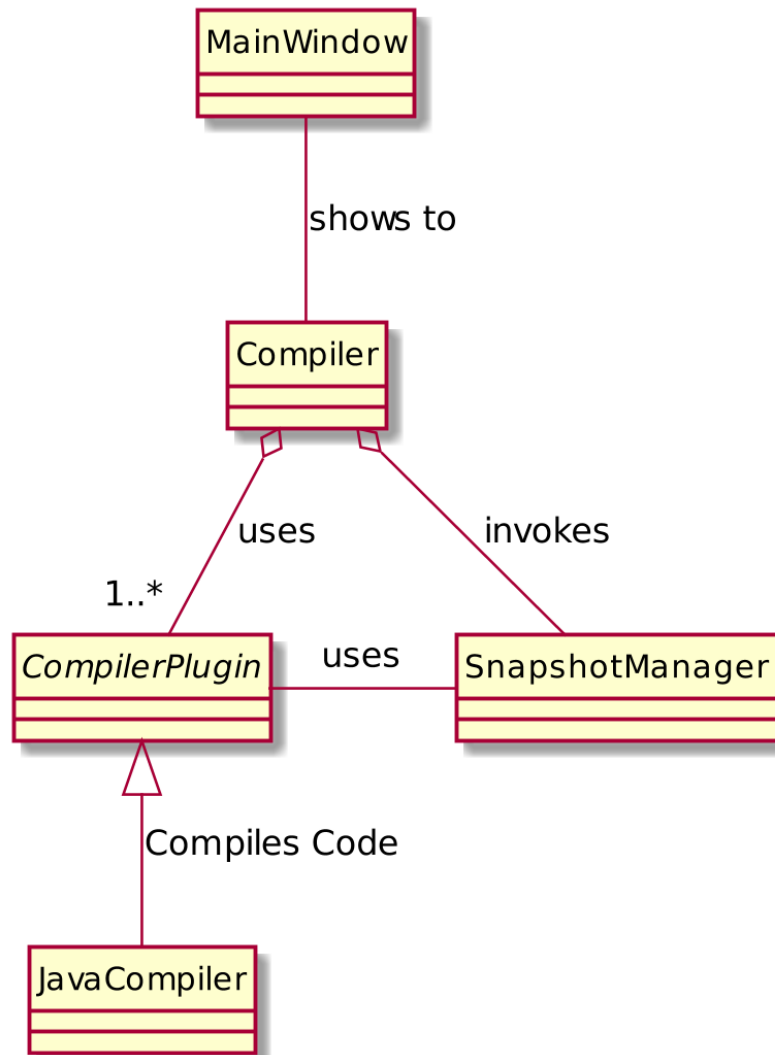 MainWindow
shows to
Compiler
uses
invokes
1..*
CompilerPlugin
uses
SnapshotManager
Compiles Code
JavaCompiler